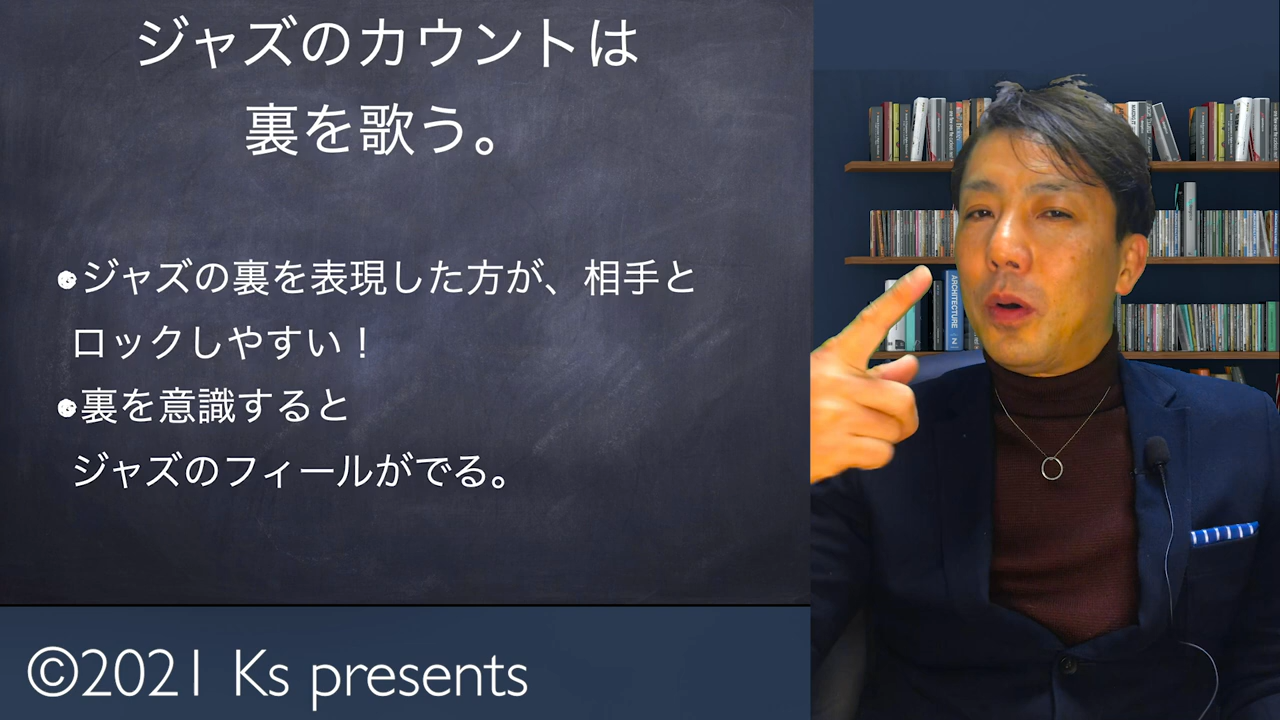 ジャズのカウントは
裏を歌う。
●ジャズの裏を表現した方が、相手と
ロックしやすい！
●裏を意識すると
ジャズのフィールがでる。
©2021 Ks presents
ARCHITECTURE